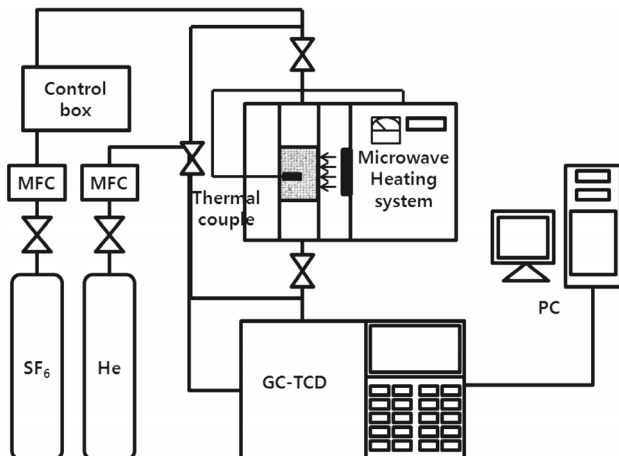 Control
box
MFC
MFC
Thermal
couple
Microwave
Heating
system
PC
SF₆
He
GC-TCD